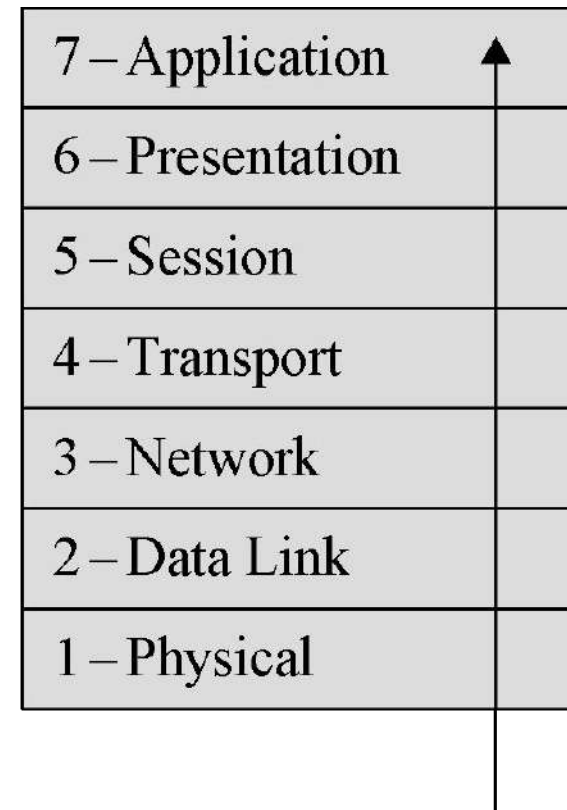 7 – Application
6 – Presentation
5 – Session
4 – Transport
3 – Network
2 – Data Link
1 – Physical